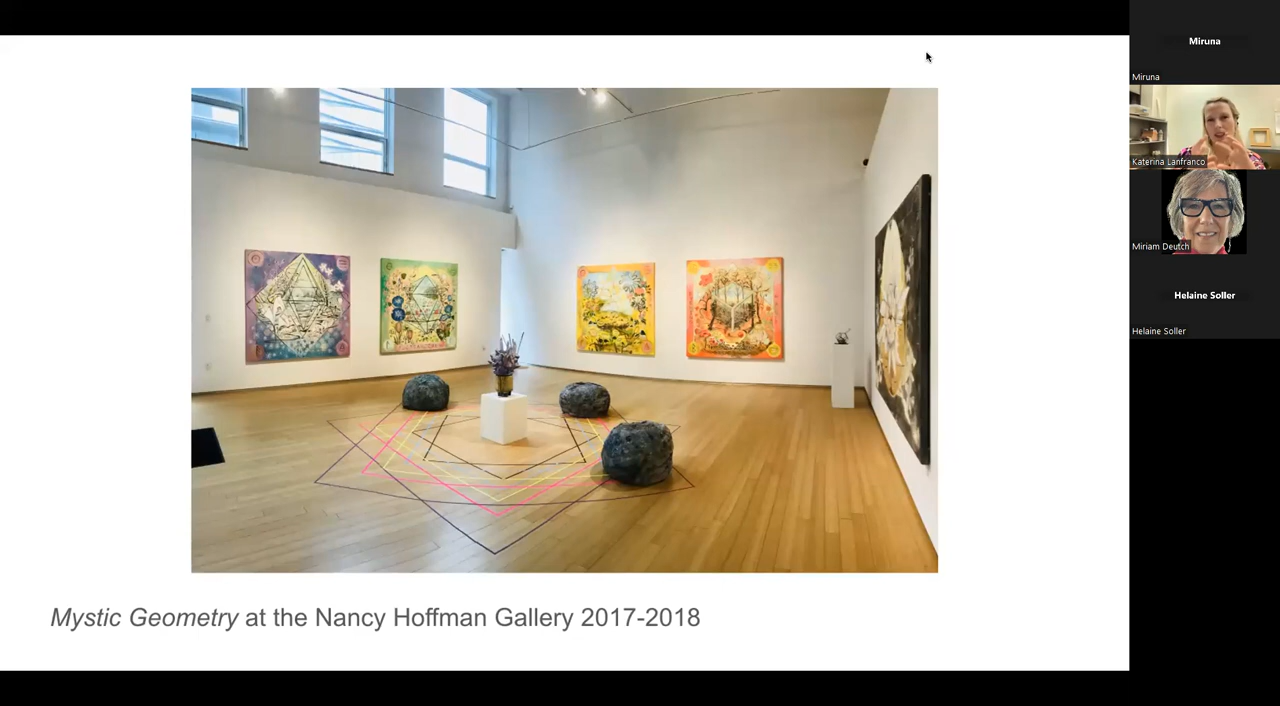 Miruna
Miruna
Katerina Lanfranco
Miriam Deutch
Helaine Soller
Helaine Soller
Mystic Geometry at the Nancy Hoffman Gallery 2017-2018